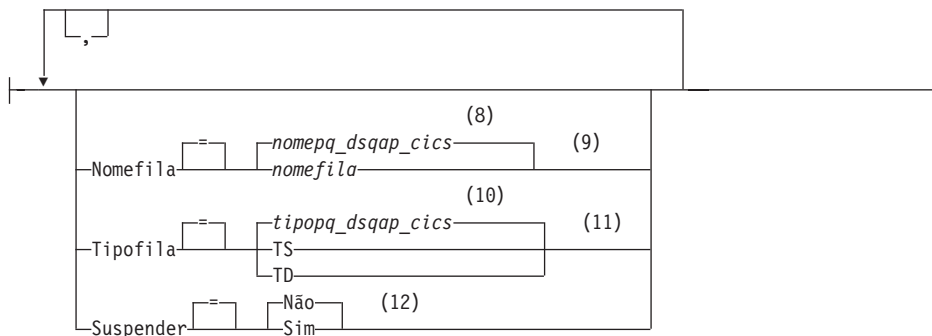 ,
(8)
= nomepq_dsqap_cics (9)
Nomefila nomefila
(10)
= tipopq_dsqap_cics (11)
Tipofila TS
TD
= Não (12)
Suspender Sim